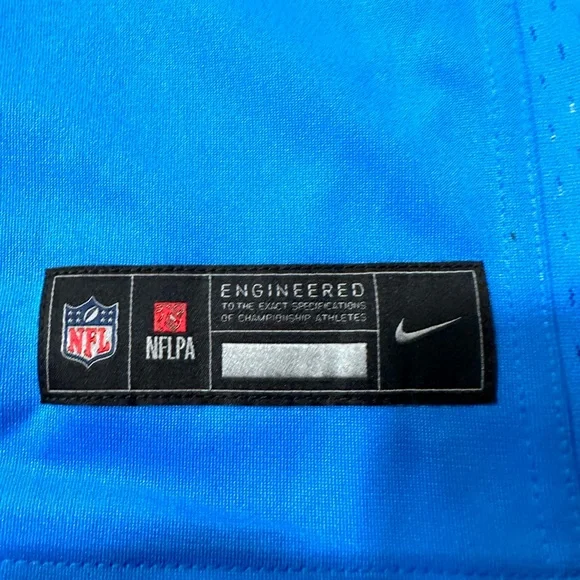 NFL
NFLPA
ENGINEERED
TO THE EXACT SPECIFICATIONS
OF CHAMPIONSHIP ATHLETES